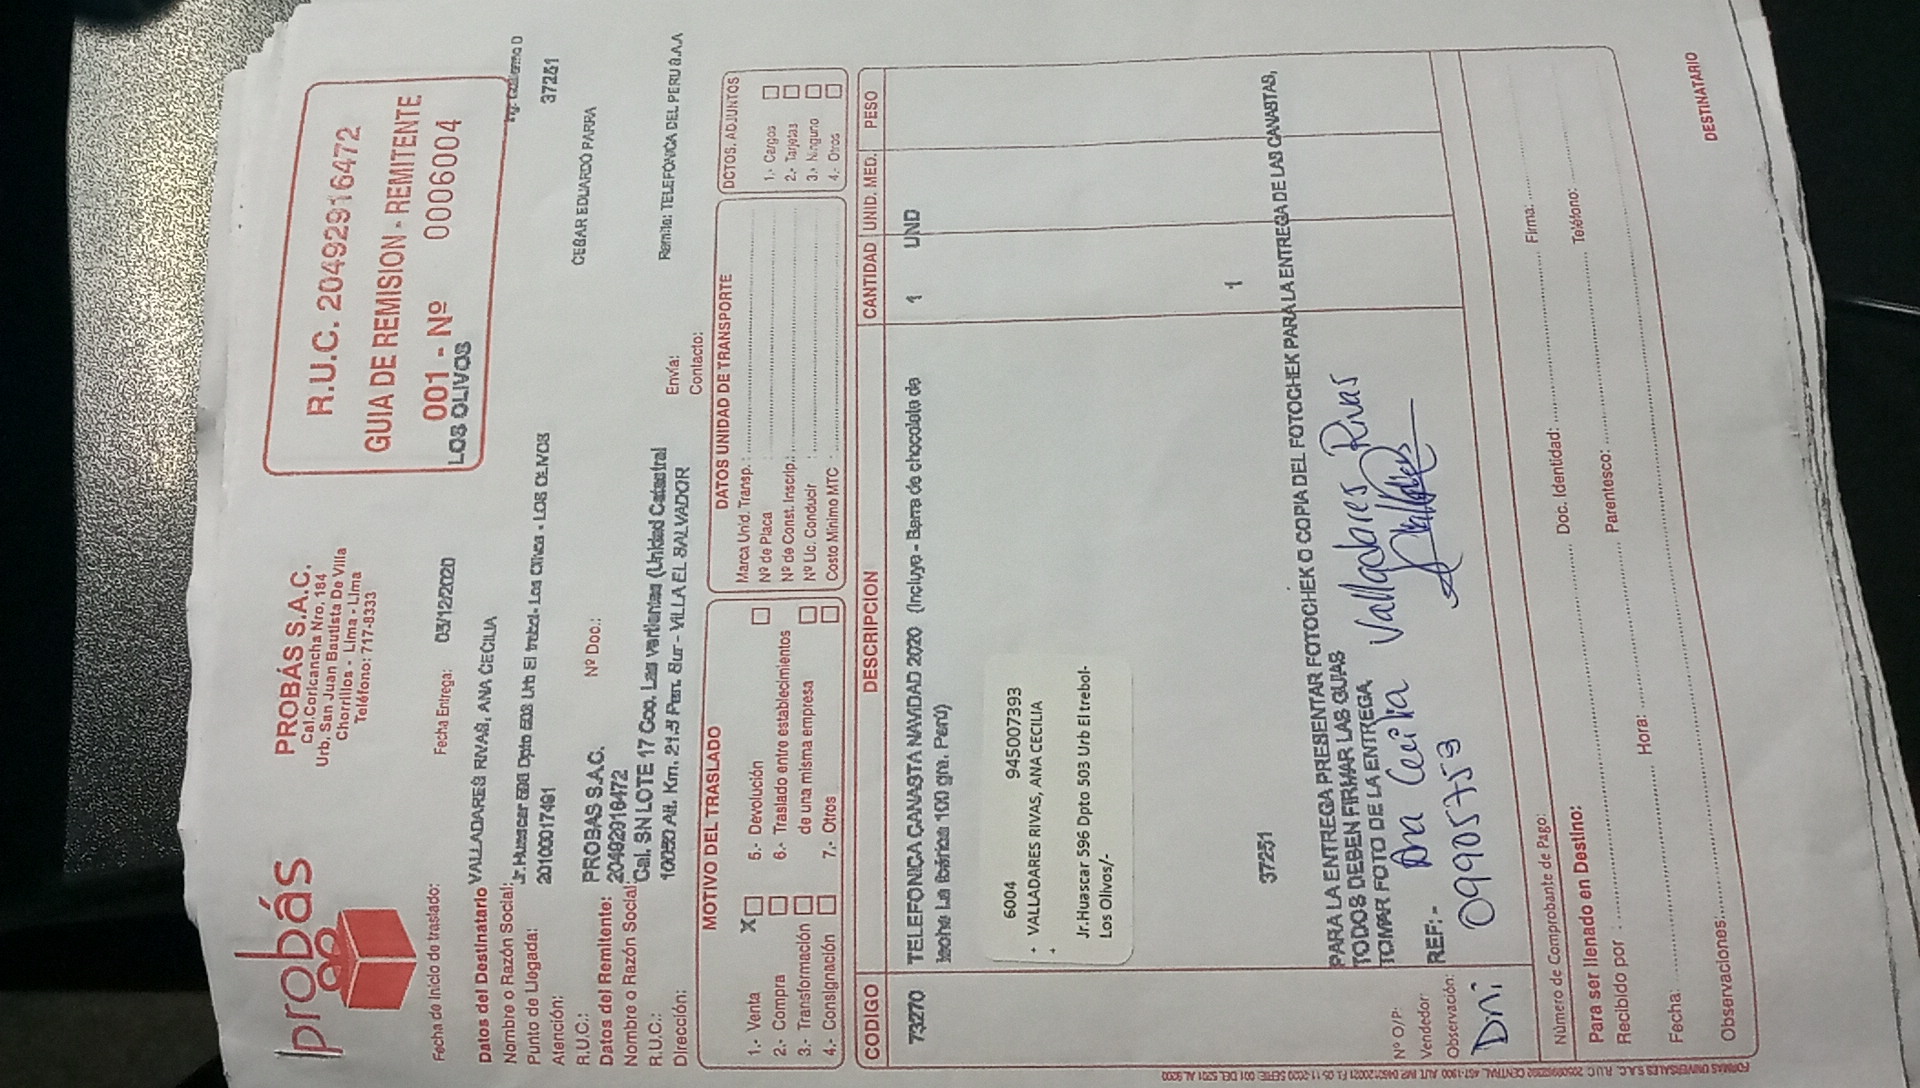 probás
PROBÁS S.A.C.
Cal.Coricancha Nro. 184
Urb. San Juan Bautista De Villa
Chorrillos - Lima - Lima
Teléfono: 717-8333
R.U.C. 20492916472
GUIA DE REMISION - REMITENTE
001 - Nº 0006004
LOS OLIVOS
Fecha de Inicio de traslado:
Fecha Entrega: 03/12/2020
Datos del Destinatario VALLADARES RIVAS, ANA CECILIA
Nombre o Razón Social:
Punto de Llegada: Jr.Huascar 596 Dpto 503 Urb El trebol- Los Olivos - LOS OLIVOS
37251
Atención: 20100017491
R.U.C.:
CESAR EDUARDO PARRA
Datos del Remitente: PROBAS S.A.C. Nº Doc.:
Nombre o Razón Social: 20492916472
R.U.C.: Cal. SN LOTE 17 Coo. Las vertientes (Unidad Catastral
Dirección: 10050 Alt. Km. 21.5 Pan. Sur - VILLA EL SALVADOR
Envía: Remite: TELEFONICA DEL PERU S.A.A
Contacto:
MOTIVO DEL TRASLADO
1.- Venta X
2.- Compra
3.- Transformación
4.- Consignación
5.- Devolución
6.- Traslado entre establecimientos
de una misma empresa
7.- Otros
DATOS UNIDAD DE TRANSPORTE
Marca Unid. Transp. :
Nº de Placa :
Nº de Const. Inscrip.:
Nº Lic. Conducir :
Costo Mínimo MTC :
DCTOS. ADJUNTOS
1.- Cargos
2.- Tarjetas
3.- Ninguno
4.- Otros
CODIGO DESCRIPCION CANTIDAD UNID. MED. PESO
73270 TELEFONICA CANASTA NAVIDAD 2020 (Incluye - Barra de chocolate de 1 UND
leche La Ibérica 100 grs. Perú)
6004 945007393
VALLADARES RIVAS, ANA CECILIA
Jr.Huascar 596 Dpto 503 Urb El trebol-
Los Olivos/-
1
37251
PARA LA ENTREGA PRESENTAR FOTOCHEK O COPIA DEL FOTOCHEK PARA LA ENTREGA DE LAS CANASTAS,
TODOS DEBEN FIRMAR LAS GUIAS
TOMAR FOTO DE LA ENTREGA.
Nº O/P:
Vendedor:
REF: -
Observación:
Ana Cecilia Valladares Rivas
Dni 09905753
Número de Comprobante de Pago:
Para ser llenado en Destino:
Recibido por : Doc. Identidad: Firma:
Fecha: Hora: Parentesco: Teléfono:
Observaciones:
DESTINATARIO